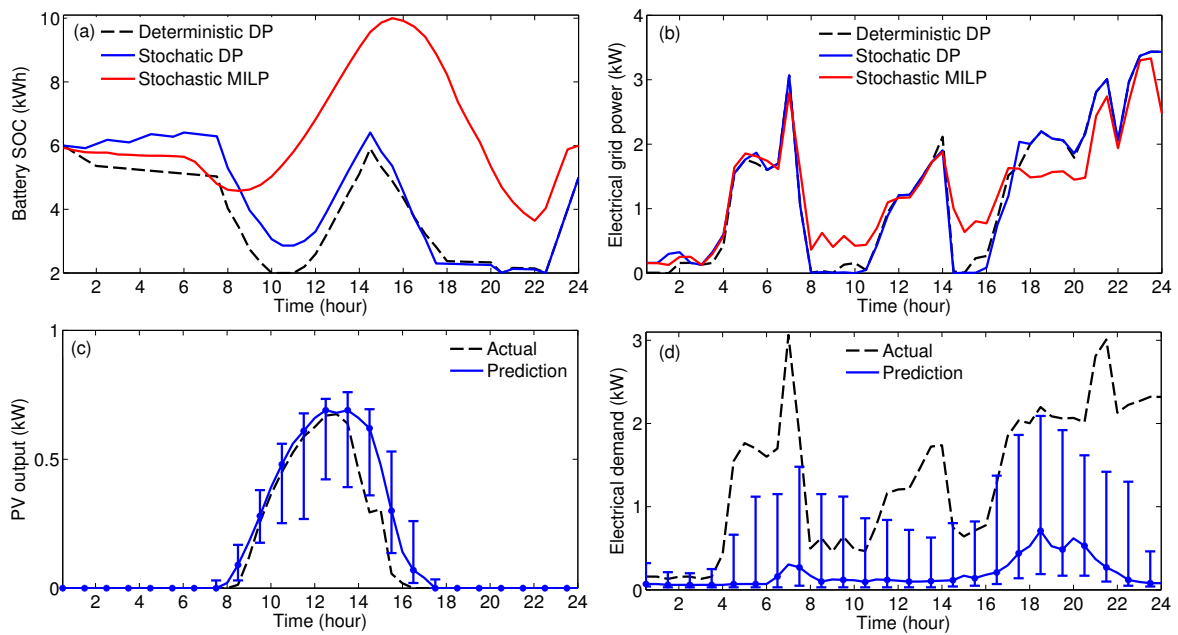 (a)
Deterministic DP
Stochatic DP
Stochastic MILP
Battery SOC (kWh)
10
8
6
4
2
2 4 6 8 10 12 14 16 18 20 22 24
Time (hour)
(b)
Deterministic DP
Stochatic DP
Stochastic MILP
Electrical grid power (kW)
4
3
2
1
0
2 4 6 8 10 12 14 16 18 20 22 24
Time (hour)
(c)
Actual
Prediction
PV output (kW)
1
0.5
0
2 4 6 8 10 12 14 16 18 20 22 24
Time (hour)
(d)
Actual
Prediction
Electrical demand (kW)
3
2
1
0
2 4 6 8 10 12 14 16 18 20 22 24
Time (hour)